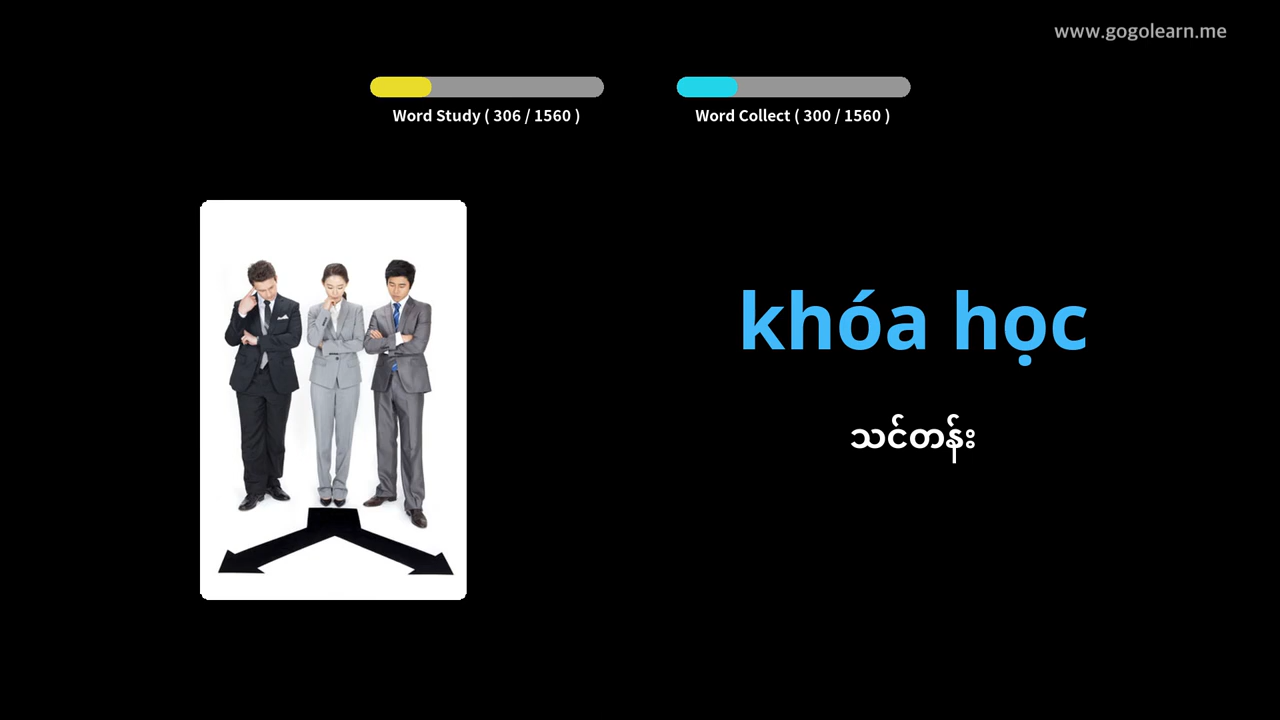 www.gogolearn.me
Word Study ( 306 / 1560 )
Word Collect ( 300 / 1560 )
khóa học
သင်တန်း